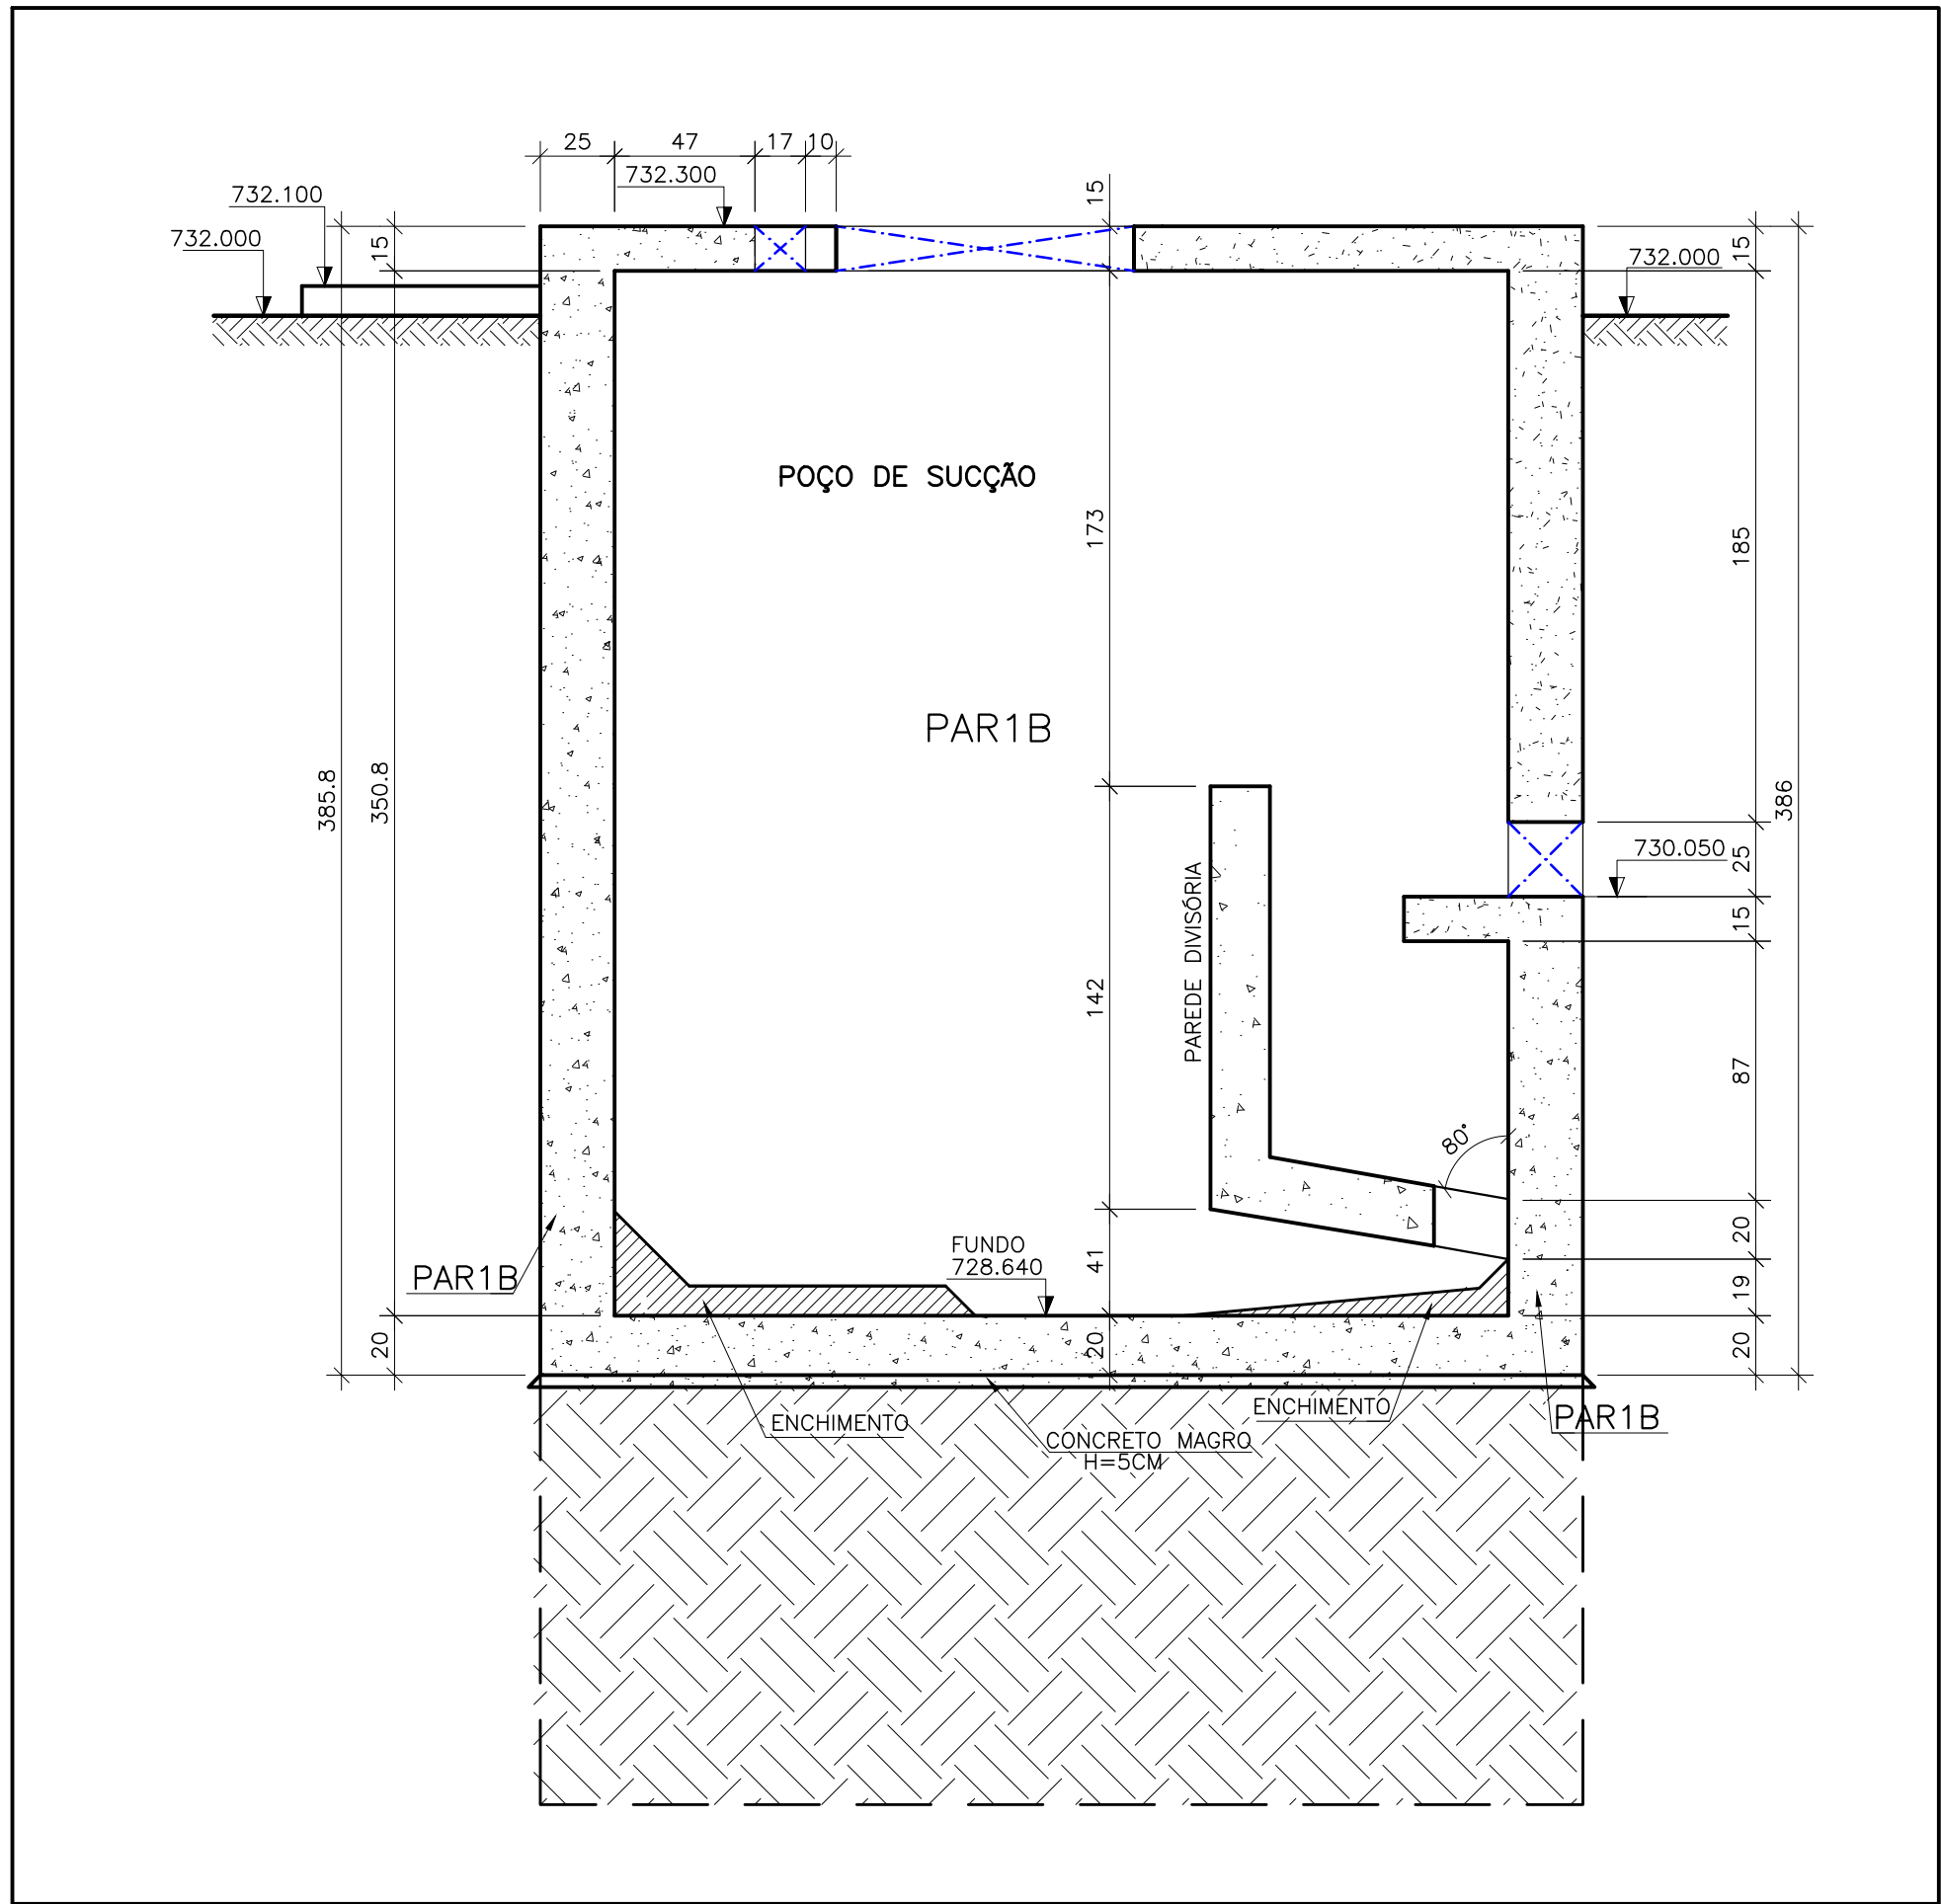 25
47
17
10
732.300
15
732.100
732.000
15
15
732.000
POÇO DE SUCÇÃO
173
185
PAR1B
385.8
350.8
386
730.050
25
PAREDE DIVISÓRIA
15
142
87
80°
FUNDO
728.640
41
20
19
PAR1B
20
20
20
ENCHIMENTO
ENCHIMENTO
PAR1B
CONCRETO MAGRO
H=5CM